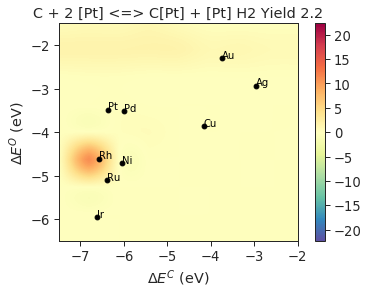 C + 2 [Pt] <=> C[Pt] + [Pt] H2 Yield 2.2
ΔE^O (eV)
−2
−3
−4
−5
−6
Au
Ag
Pt
Pd
Cu
Rh
Ni
Ru
Ir
−7
−6
−5
−4
−3
−2
ΔE^C (eV)
20
15
10
5
0
−5
−10
−15
−20